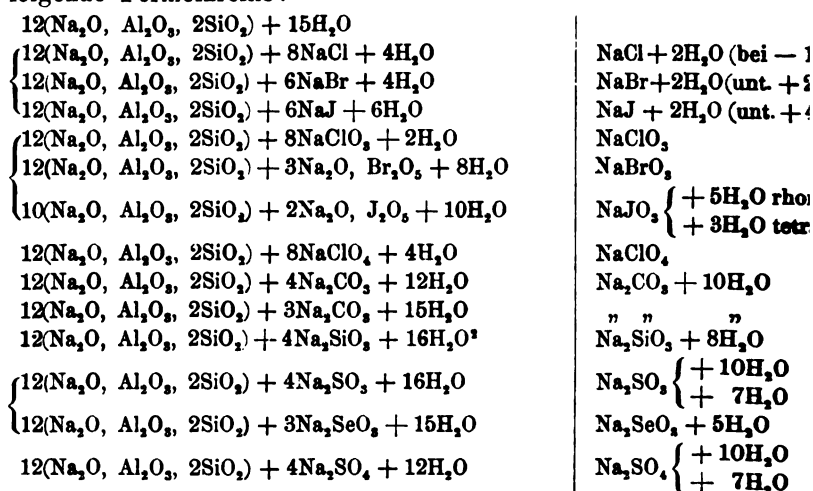 12(Na₂O, Al₂O₃, 2SiO₂) + 15H₂O
12(Na₂O, Al₂O₃, 2SiO₂) + 8NaCl + 4H₂O NaCl + 2H₂O (bei — 1
12(Na₂O, Al₂O₃, 2SiO₂) + 6NaBr + 4H₂O NaBr+2H₂O(unt. + 2
12(Na₂O, Al₂O₃, 2SiO₂) + 6NaJ + 6H₂O NaJ + 2H₂O (unt. + 4
12(Na₂O, Al₂O₃, 2SiO₂) + 8NaClO₃ + 2H₂O NaClO₃
12(Na₂O, Al₂O₃, 2SiO₂) + 3Na₂O, Br₂O₅ + 8H₂O NaBrO₃
10(Na₂O, Al₂O₃, 2SiO₂) + 2Na₂O, J₂O₅ + 10H₂O NaJO₃ { + 5H₂O
+ 3H₂O
12(Na₂O, Al₂O₃, 2SiO₂) + 8NaClO₄ + 4H₂O NaClO₄
12(Na₂O, Al₂O₃, 2SiO₂) + 4Na₂CO₃ + 12H₂O Na₂CO₃ + 10H₂O
12(Na₂O, Al₂O₃, 2SiO₂) + 3Na₂CO₃ + 15H₂O „ „ „
12(Na₂O, Al₂O₃, 2SiO₂) + 4Na₂SiO₃ + 16H₂O² Na₂SiO₃ + 8H₂O
12(Na₂O, Al₂O₃, 2SiO₂) + 4Na₂SO₃ + 16H₂O Na₂SO₃ { + 10H₂O
+ 7H₂O
12(Na₂O, Al₂O₃, 2SiO₂) + 3Na₂SeO₃ + 15H₂O Na₂SeO₃ + 5H₂O
12(Na₂O, Al₂O₃, 2SiO₂) + 4Na₂SO₄ + 12H₂O Na₂SO₄ { + 10H₂O
+ 7H₂O